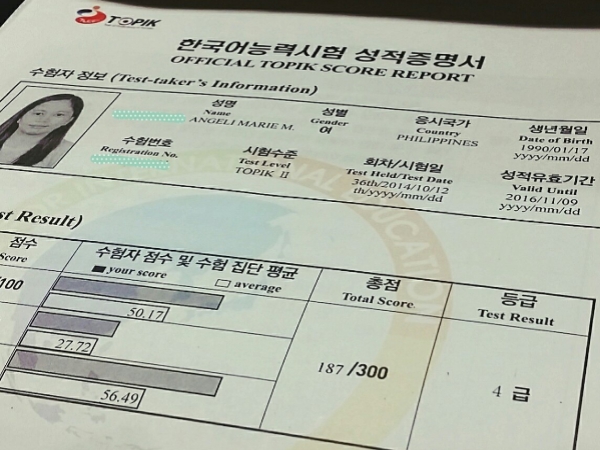 TOPIK
한국어능력시험 성적증명서
OFFICIAL TOPIK SCORE REPORT
수험자 정보 (Test-taker's Information)
성명 Name ANGELI MARIE M.
성별 Gender 여
응시국가 Country PHILIPPINES
생년월일 Date of Birth 1990/01/17 yyyy/mm/dd
수험번호 Registration No.
시험수준 Test Level TOPIK II
회차/시험일 Test Held/Test Date 36th/2014/10/12 th/yyyy/mm/dd
성적유효기간 Valid Until 2016/11/09 yyyy/mm/dd
st Result)
점수 Score
수험자 점수 및 수험 집단 평균
your score average
총점 Total Score
등급 Test Result
/100
50.17
27.72
56.49
187 /300
4 급